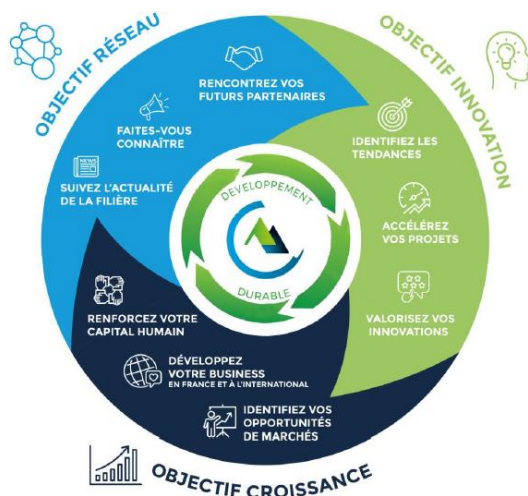 OBJECTIF RÉSEAU
RENCONTREZ VOS
FUTURS PARTENAIRES
FAITES-VOUS
CONNAÎTRE
NEWS
SUIVEZ L'ACTUALITÉ
DE LA FILIÈRE
OBJECTIF INNOVATION
IDENTIFIEZ LES
TENDANCES
ACCÉLÉREZ
VOS PROJETS
VALORISEZ VOS
INNOVATIONS
DEVELOPPEMENT
DURABLE
RENFORCEZ VOTRE
CAPITAL HUMAIN
DÉVELOPPEZ
VOTRE BUSINESS
EN FRANCE ET À L'INTERNATIONAL
IDENTIFIEZ VOS
OPPORTUNITÉS
DE MARCHÉS
OBJECTIF CROISSANCE